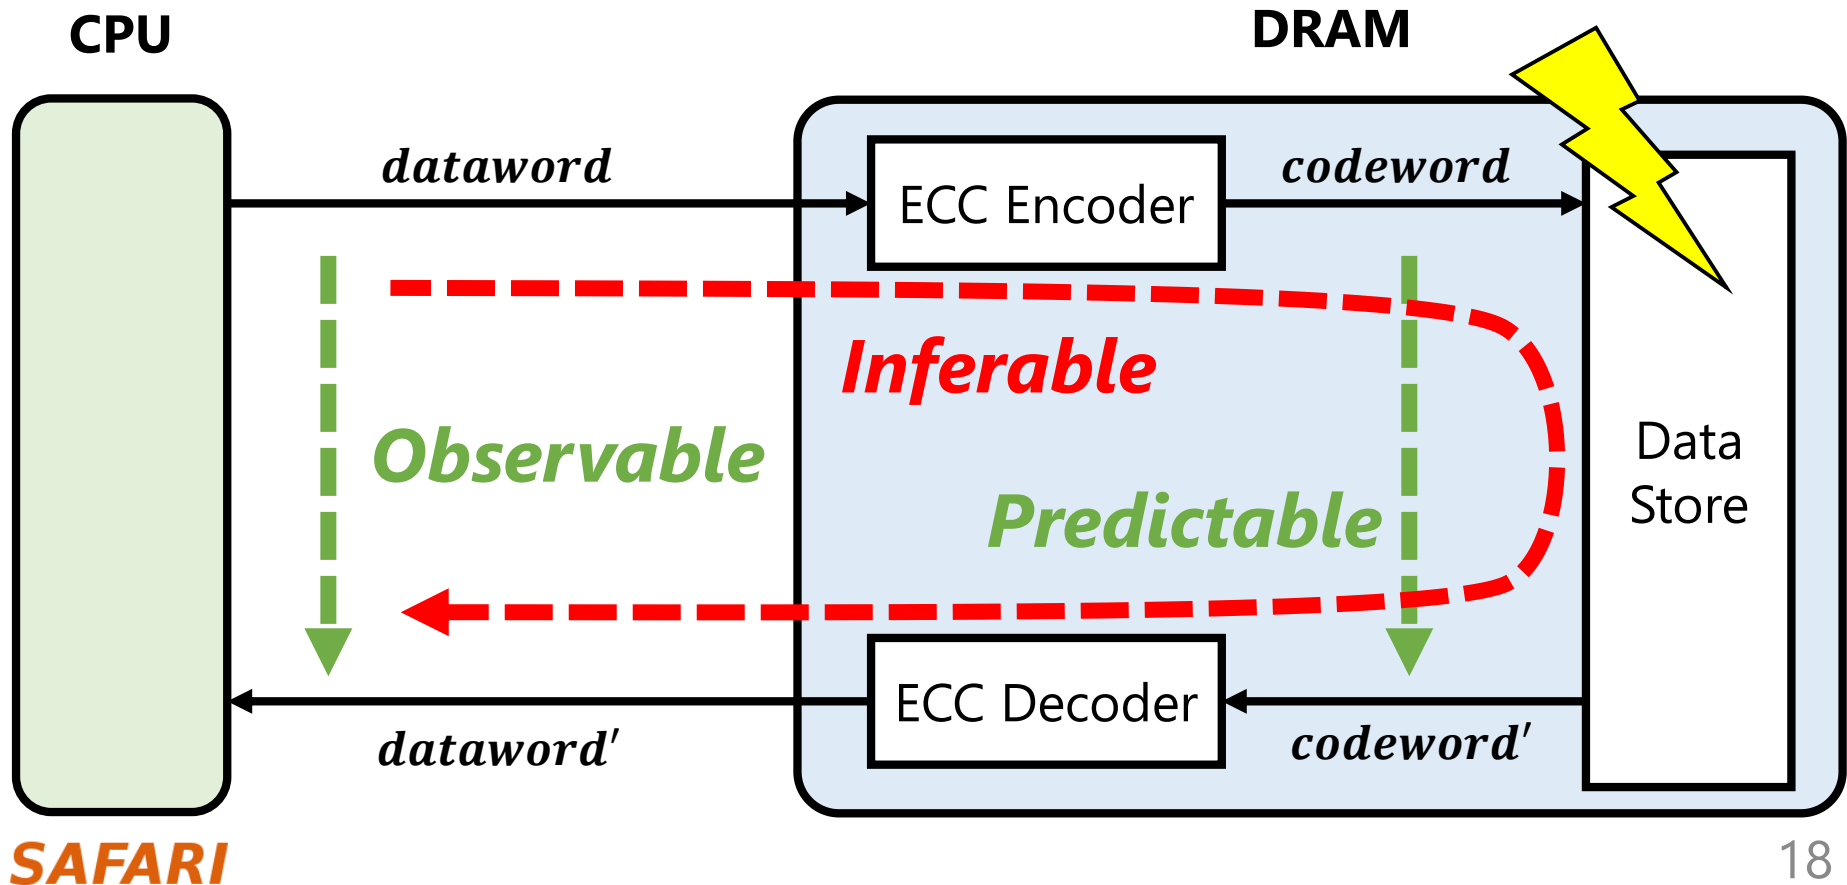 CPU
DRAM
dataword
ECC Encoder
codeword
Inferable
Observable
Predictable
Data
Store
ECC Decoder
dataword′
codeword′
SAFARI
18